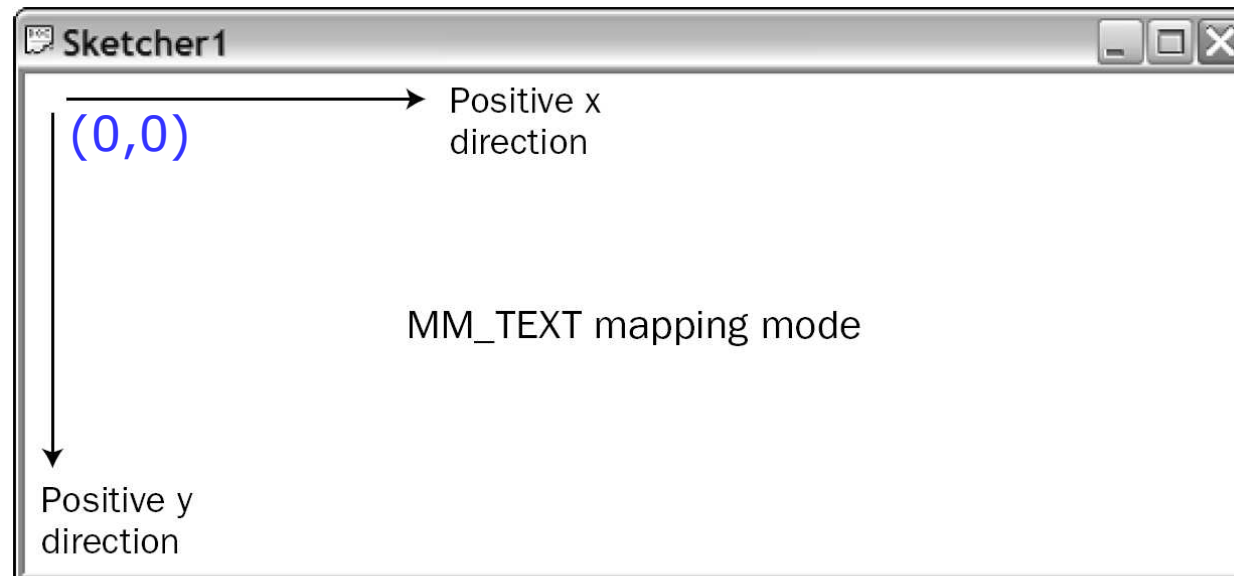 Sketcher1
Positive x
direction
(0,0)
MM_TEXT mapping mode
Positive y
direction